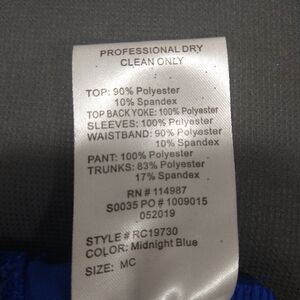 PROFESSIONAL DRY
CLEAN ONLY
TOP: 90% Polyester
10% Spandex
TOP BACK YOKE: 100% Polyester
SLEEVES: 100% Polyester
WAISTBAND: 90% Polyester
10% Spandex
PANT: 100% Polyester
TRUNKS: 83% Polyester
17% Spandex
RN # 114987
S0035 PO # 1009015
052019
STYLE # RC19730
COLOR: Midnight Blue
SIZE: MC